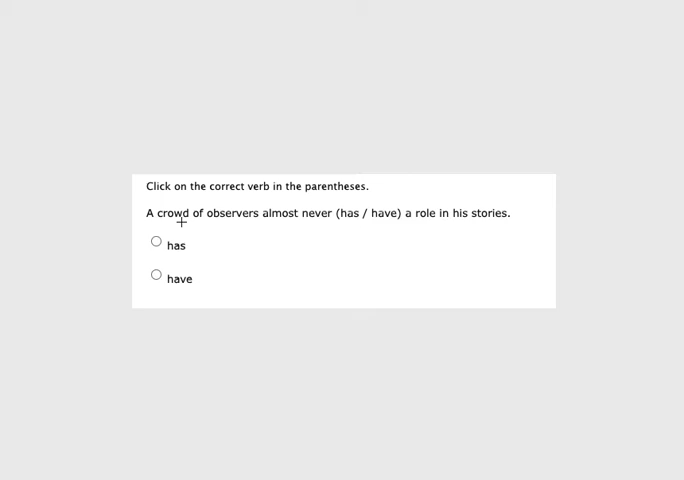 Click on the correct verb in the parentheses.
A crowd of observers almost never (has / have) a role in his stories.
has
have